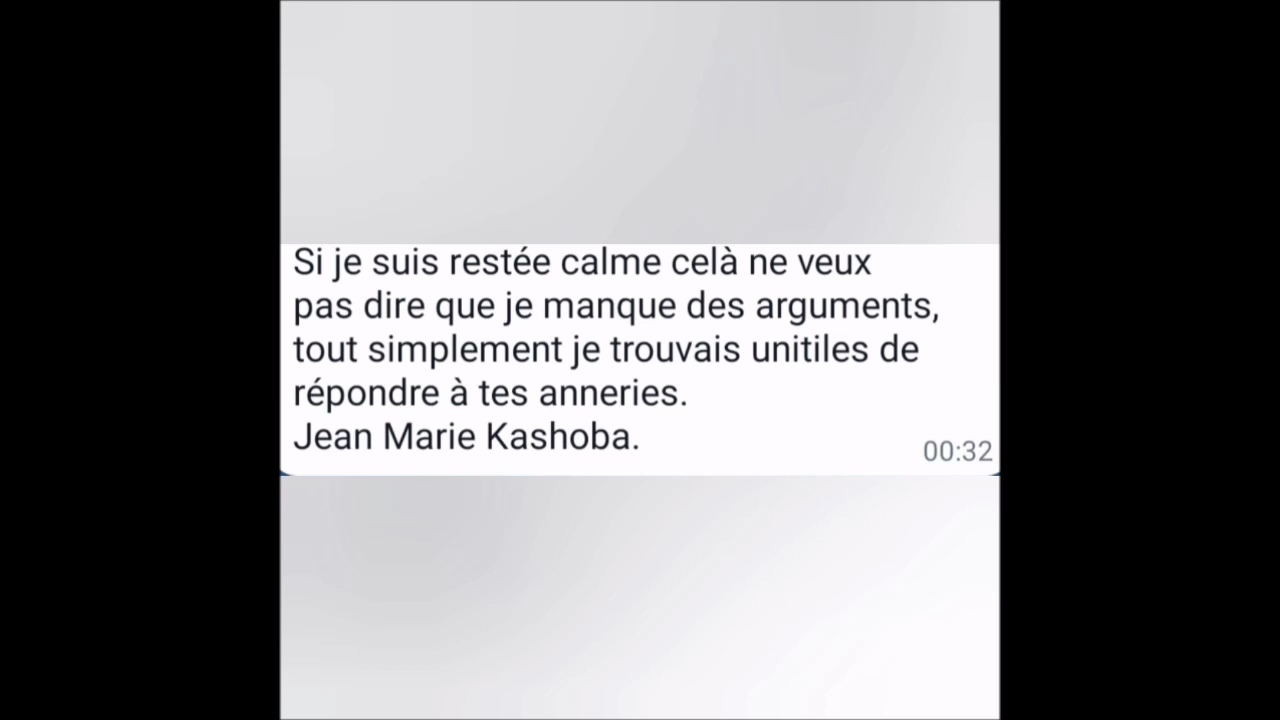 Si je suis restée calme celà ne veux
pas dire que je manque des arguments,
tout simplement je trouvais unitiles de
répondre à tes anneries.
Jean Marie Kashoba.
00:32